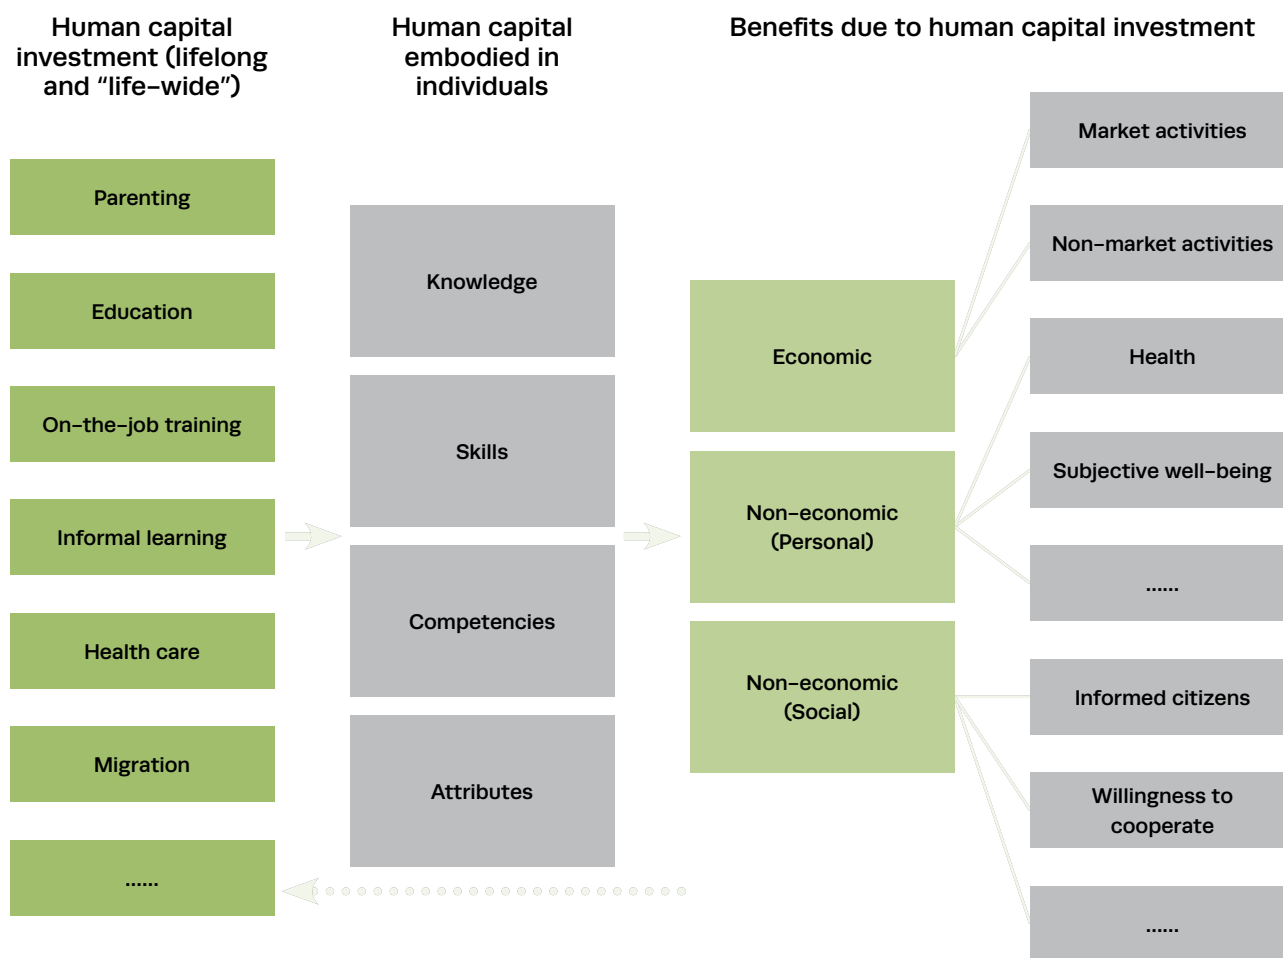 Human capital
investment (lifelong
and “life-wide”)
Human capital
embodied in
individuals
Benefits due to human capital investment
Parenting
Education
On-the-job training
Informal learning
Health care
Migration
......
Knowledge
Skills
Competencies
Attributes
Economic
Non-economic
(Personal)
Non-economic
(Social)
Market activities
Non-market activities
Health
Subjective well-being
......
Informed citizens
Willingness to
cooperate
......